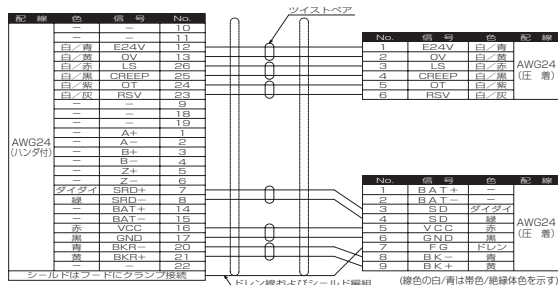 ツイストペア
配線 色 信号 No.
AWG24
(ハンダ付)
－ － 10
－ － 11
白／青 E24V 12
白／黄 0V 13
白／赤 LS 26
白／黒 CREEP 25
白／紫 OT 24
白／灰 RSV 23
－ － 9
－ － 18
－ － 19
－ A+ 1
－ A− 2
－ B+ 3
－ B− 4
－ Z+ 5
－ Z− 6
ダイダイ SRD+ 7
緑 SRD− 8
－ BAT+ 14
－ BAT− 15
赤 VCC 16
黒 GND 17
青 BKR− 20
黄 BKR+ 21
－ － 22
シールドはフードにクランプ接続
No. 信号 色 配線
1 E24V 白／青
2 0V 白／黄
3 LS 白／赤
4 CREEP 白／黒
5 OT 白／紫
6 RSV 白／灰
AWG24
(圧着)
No. 信号 色 配線
1 BAT+ －
2 BAT− －
3 SD ダイダイ
4 SD 緑
5 VCC 赤
6 GND 黒
7 FG ドレン
8 BK− 青
9 BK+ 黄
AWG24
(圧着)
ドレン線およびシールド編組
(線色の白/青は帯色/絶縁体色を示す)